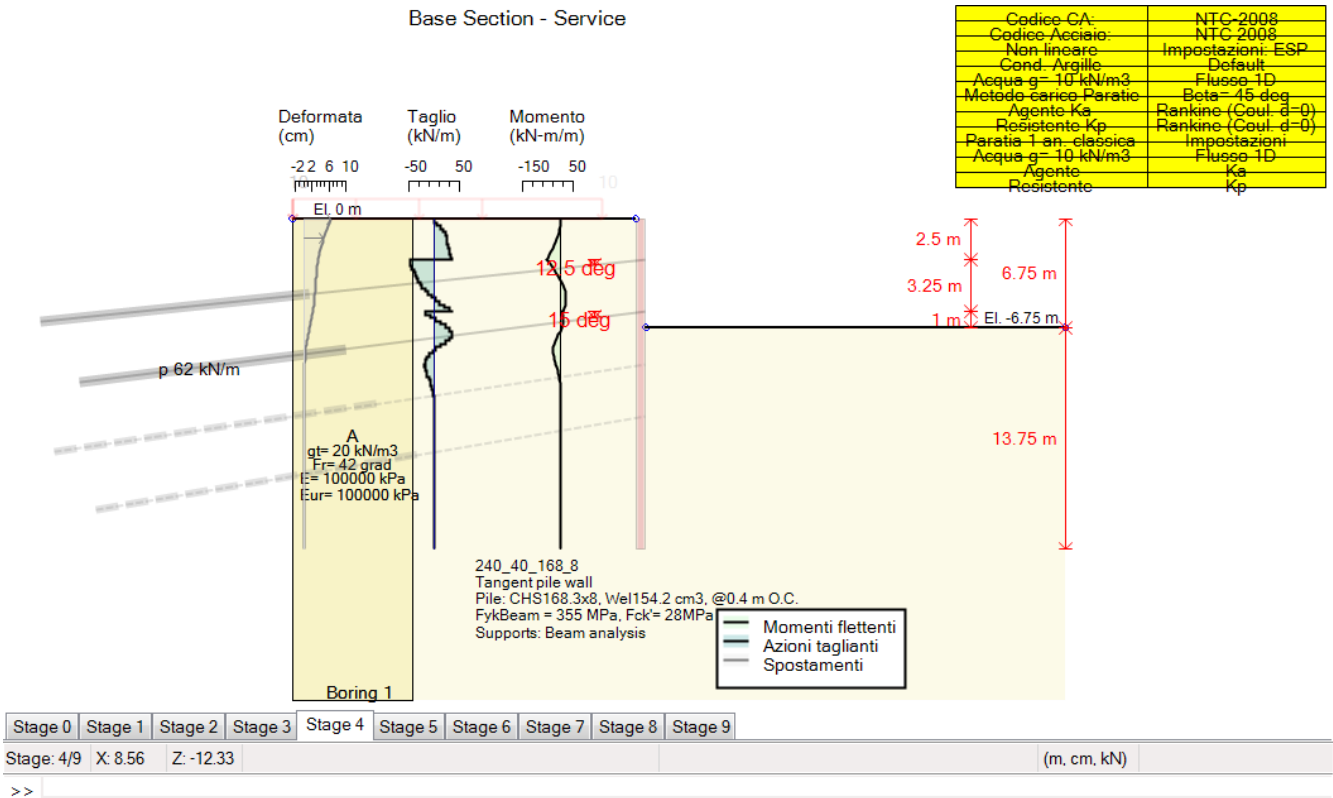 Base Section - Service
Codice CA: NTC-2008
Codice Acciaio: NTC 2008
Non lineare Impostazioni: ESP
Cond. Argille Default
Acqua g= 10 kN/m3 Flusso 1D
Metodo carico Paratie Beta= 45 deg
Agente Ka Rankine (Coul. d=0)
Resistente Kp Rankine (Coul. d=0)
Paratia 1 an. classica Impostazioni
Acqua g= 10 kN/m3 Flusso 1D
Agente Ka
Resistente Kp
Deformata Taglio Momento
(cm) (kN/m) (kN-m/m)
-2 2 6 10 -50 50 -150 50
10
El. 0 m
2.5 m
12.5 deg
6.75 m
3.25 m
15 deg
1 m
El. -6.75 m
p 62 kN/m
A
gt= 20 kN/m3
Fr= 42 grad
E= 100000 kPa
Eur= 100000 kPa
13.75 m
240_40_168_8
Tangent pile wall
Pile: CHS168.3x8, Wel154.2 cm3, @0.4 m O.C.
FykBeam = 355 MPa, Fck'= 28MPa
Supports: Beam analysis
Momenti flettenti
Azioni taglianti
Spostamenti
Boring 1
Stage 0 Stage 1 Stage 2 Stage 3 Stage 4 Stage 5 Stage 6 Stage 7 Stage 8 Stage 9
Stage: 4/9 X: 8.56 Z: -12.33 (m, cm, kN)
>>